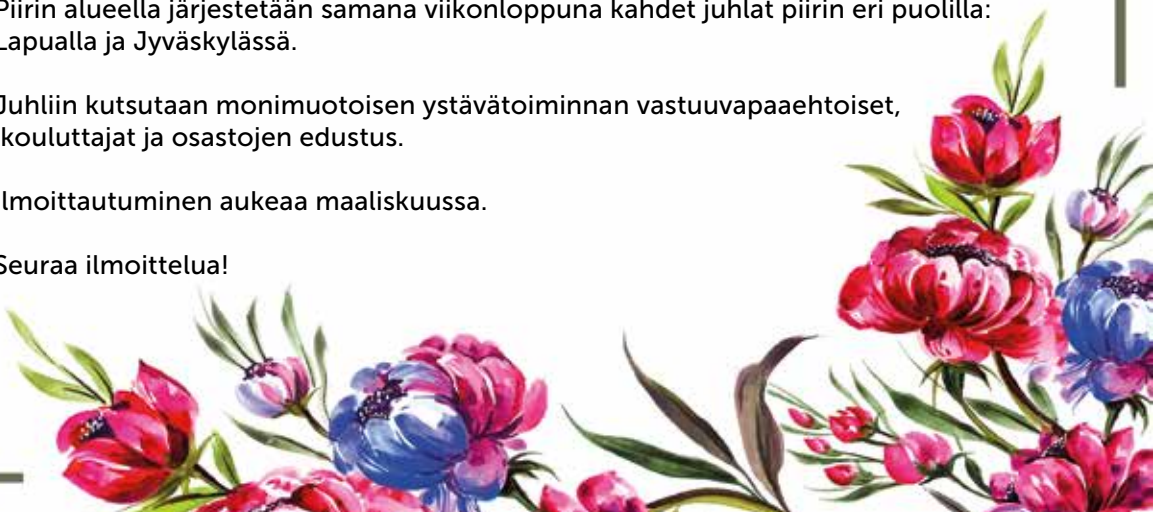 Piirin alueella järjestetään samana viikonloppuna kahdet juhlat piirin eri puolilla:
Lapualla ja Jyväskylässä.
Juhliin kutsutaan monimuotoisen ystävätoiminnan vastuuvapaaehtoiset,
kouluttajat ja osastojen edustus.
Ilmoittautuminen aukeaa maaliskuussa.
Seuraa ilmoittelua!